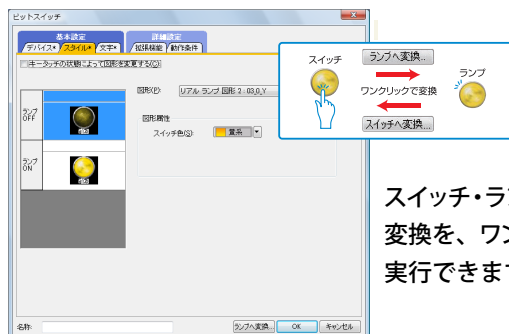 ビットスイッチ
基本設定
詳細設定
デバイス* スタイル* 文字*
拡張機能 動作条件
キータッチの状態によって図形を変更する(C)
ランプ
OFF
ランプ
ON
図形(P): リアル ランプ 図形 2 : 03,0_Y
図形属性
スイッチ色(S): 黄系
名称:
ランプへ変換... OK キャンセル
スイッチ
ランプへ変換...
ワンクリックで変換
スイッチへ変換...
ランプ
スイッチ・ラ
変換を、ワン
実行できます